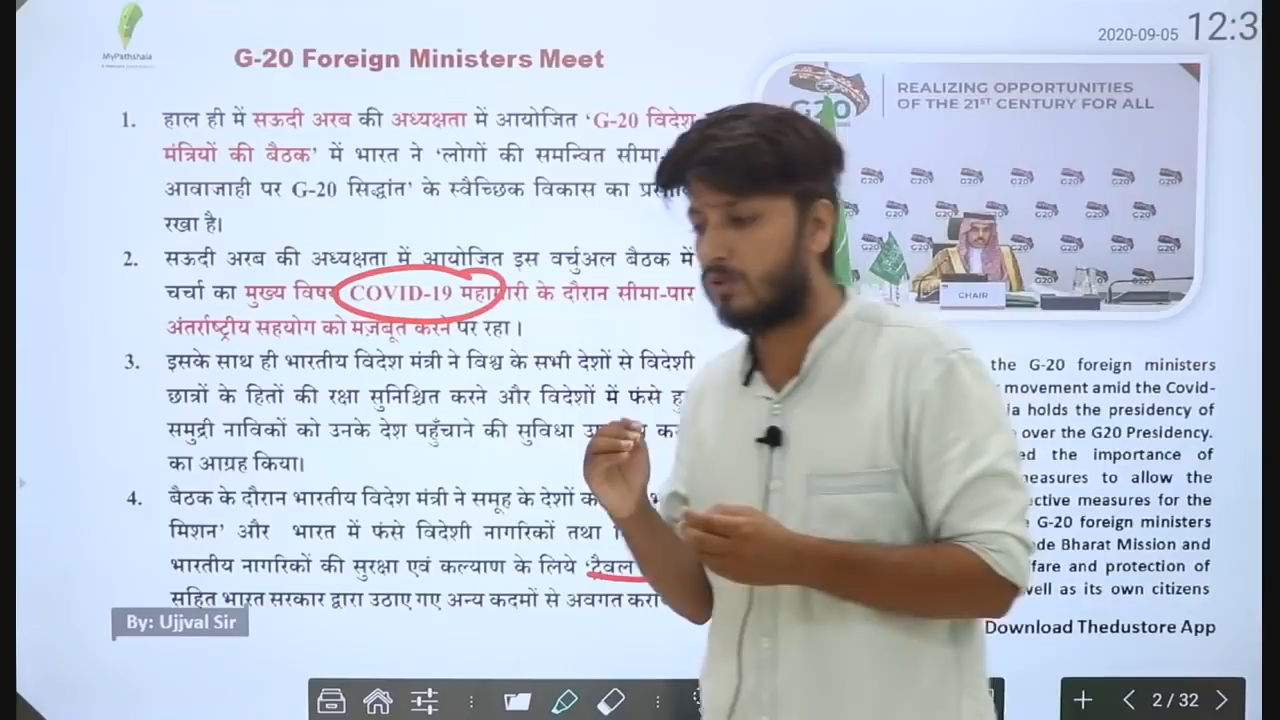 MyPathshala
2020-09-05 12:3
G-20 Foreign Ministers Meet
1. हाल ही में सऊदी अरब की अध्यक्षता में आयोजित ‘G-20 विदेश
मंत्रियों की बैठक’ में भारत ने ‘लोगों की समन्वित सीमा-
आवाजाही पर G-20 सिद्धांत’ के स्वैच्छिक विकास का
रखा है।
2. सऊदी अरब की अध्यक्षता में आयोजित इस वर्चुअल बैठक में
चर्चा का मुख्य विषय COVID-19 महामारी के दौरान सीमा-पार
अंतर्राष्ट्रीय सहयोग को मज़बूत करने पर रहा।
3. इसके साथ ही भारतीय विदेश मंत्री ने विश्व के सभी देशों से विदेशी
छात्रों के हितों की रक्षा सुनिश्चित करने और विदेशों में फंसे
समुद्री नाविकों को उनके देश पहुँचाने की सुविधा
का आग्रह किया।
4. बैठक के दौरान भारतीय विदेश मंत्री ने समूह के देशों
मिशन’ और भारत में फंसे विदेशी नागरिकों तथा
भारतीय नागरिकों की सुरक्षा एवं कल्याण के लिये ‘ट्रैवल
सहित भारत सरकार द्वारा उठाए गए अन्य कदमों से अवगत
By: Ujjval Sir
G20
REALIZING OPPORTUNITIES
OF THE 21ST CENTURY FOR ALL
CHAIR
the G-20 foreign ministers
movement amid the Covid-
holds the presidency of
over the G20 Presidency.
the importance of
measures to allow the
measures for the
G-20 foreign ministers
Bharat Mission and
and protection of
as its own citizens
Download Thedustore App
2 / 32